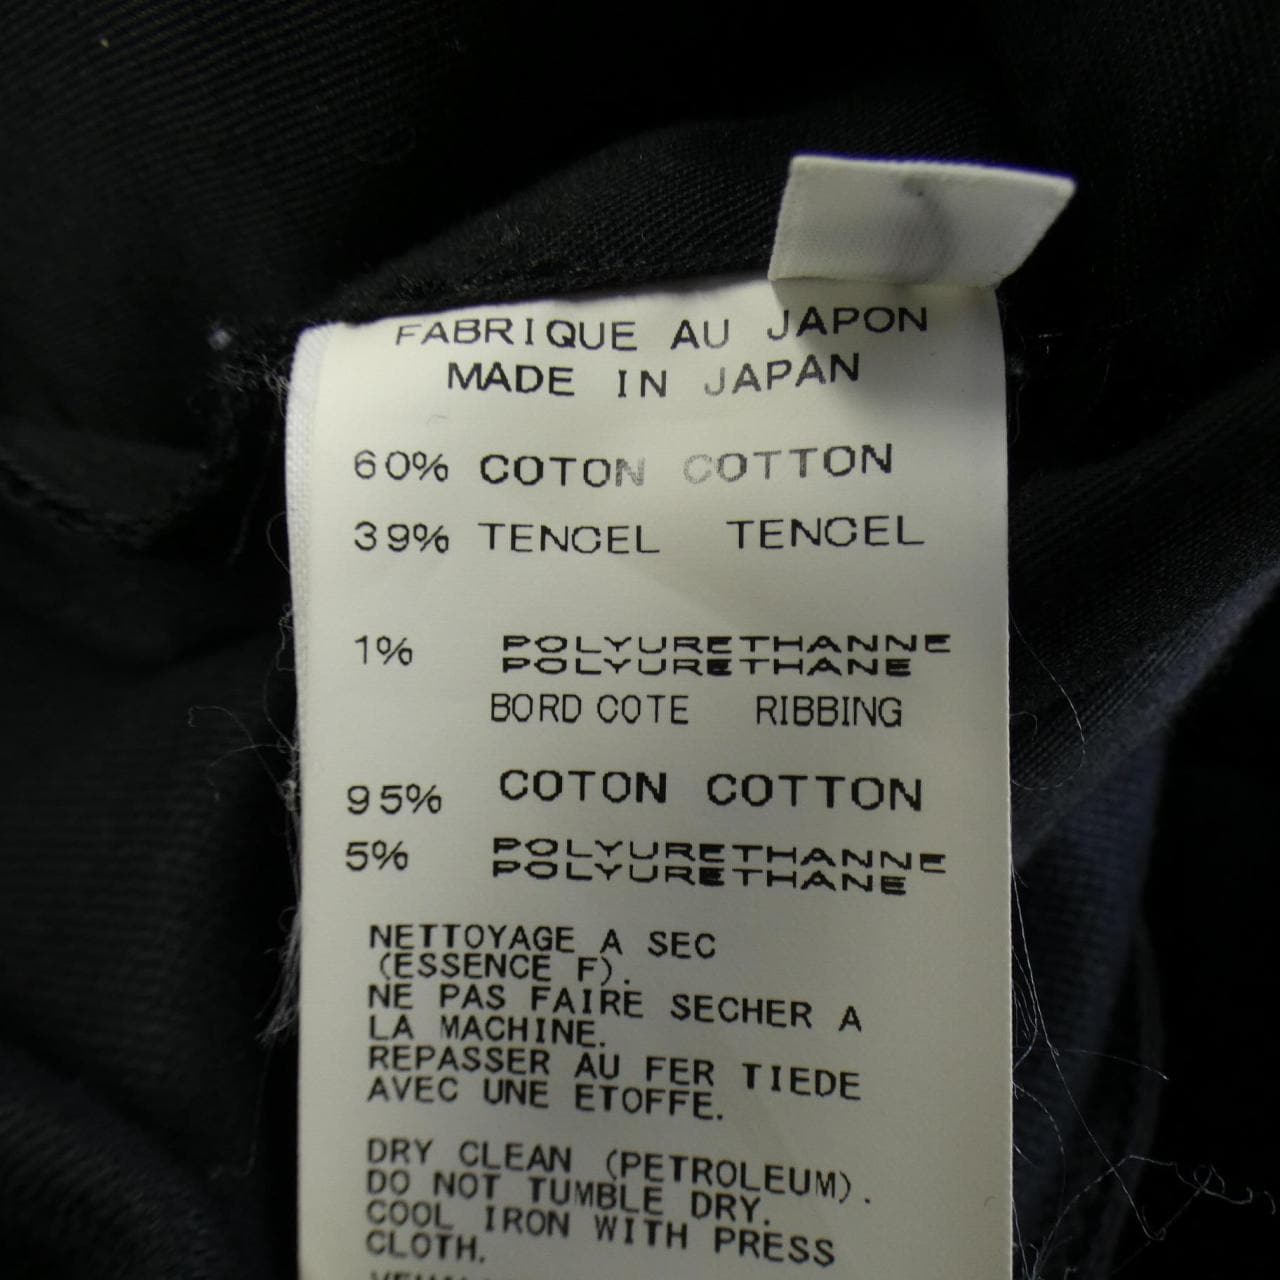 FABRIQUE AU JAPON
MADE IN JAPAN
60% COTON COTTON
39% TENCEL TENCEL
1% POLYURETHANNE
POLYURETHANE
BORD COTE RIBBING
95% COTON COTTON
5% POLYURETHANNE
POLYURETHANE
NETTOYAGE A SEC
(ESSENCE F).
NE PAS FAIRE SECHER A
LA MACHINE.
REPASSER AU FER TIEDE
AVEC UNE ETOFFE.
DRY CLEAN (PETROLEUM).
DO NOT TUMBLE DRY.
COOL IRON WITH PRESS
CLOTH.